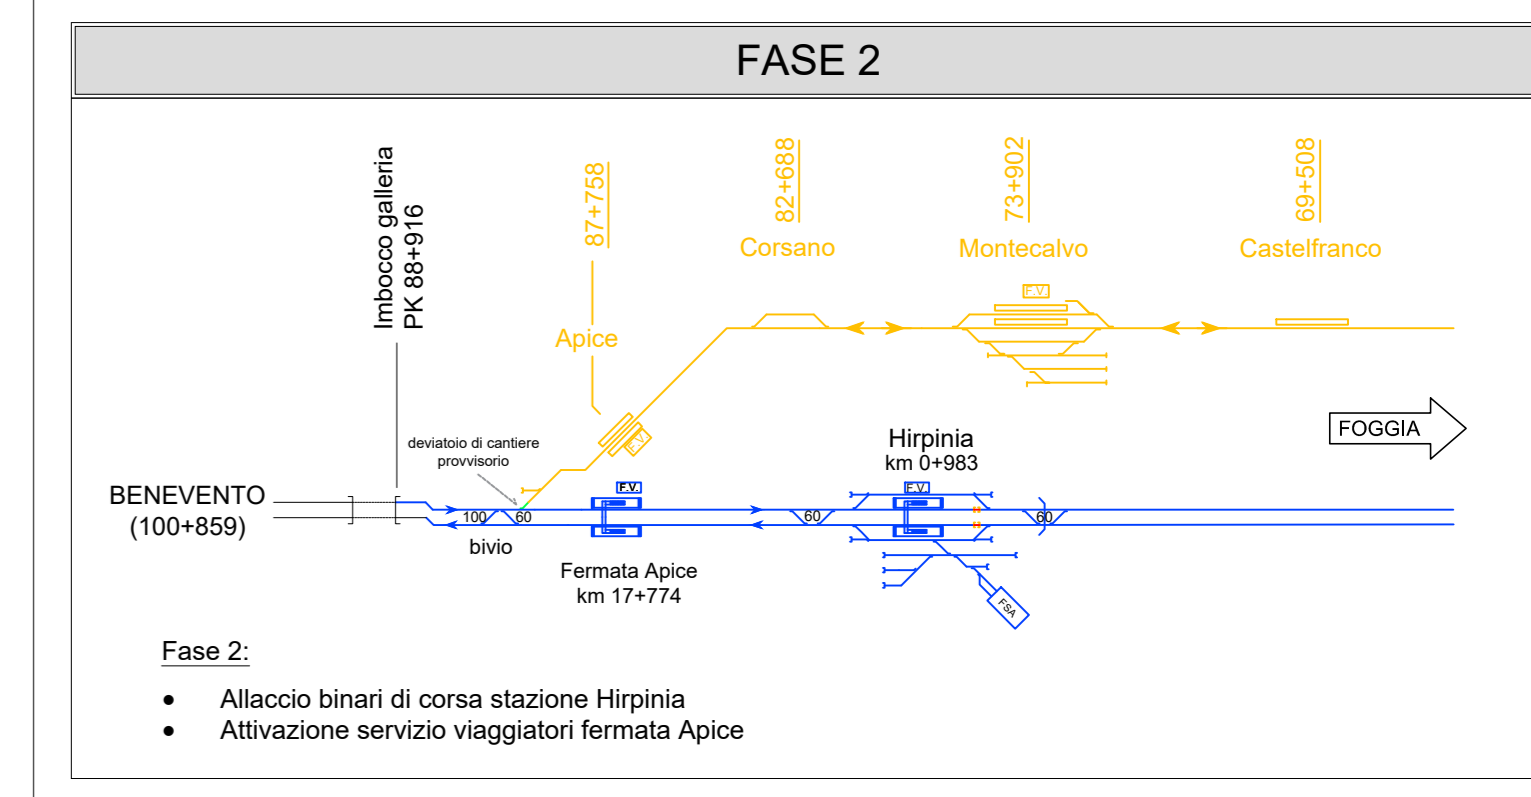 FASE 2
Imbocco galleria
PK 88+916
87+758
82+688
73+902
69+508
Corsano
Montecalvo
Castelfranco
F.V.
Apice
FOGGIA
deviatoio di cantiere
provvisorio
F.V.
Hirpinia
km 0+983
BENEVENTO
(100+859)
F.V.
F.V.
100
60
60
60
bivio
Fermata Apice
km 17+774
FSA
Fase 2:
• Allaccio binari di corsa stazione Hirpinia
• Attivazione servizio viaggiatori fermata Apice